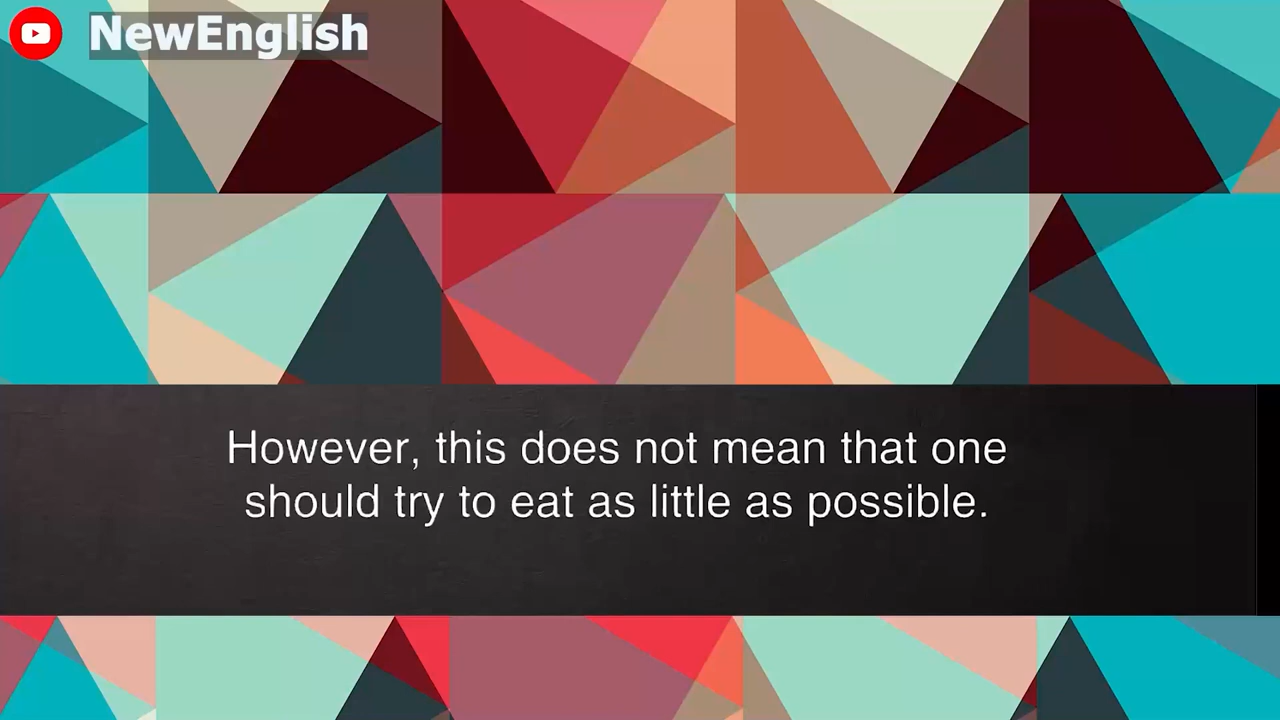 NewEnglish
However, this does not mean that one
should try to eat as little as possible.